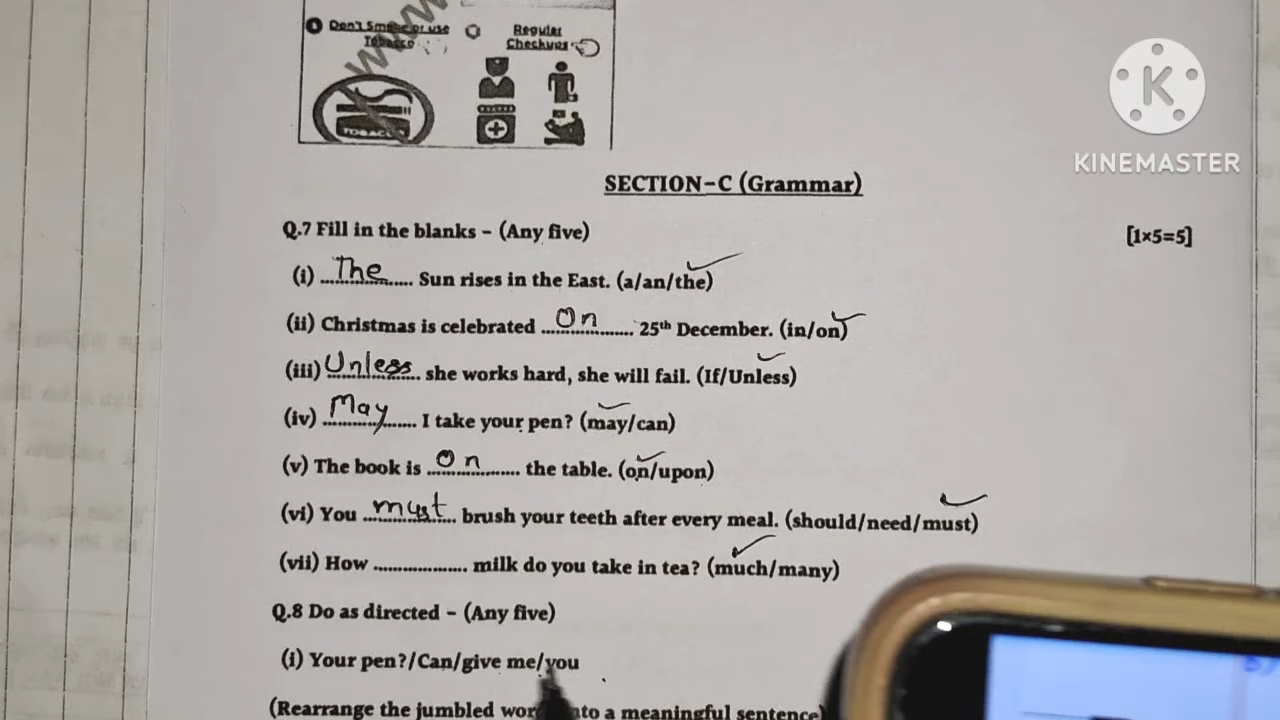 Don't Smoke or use Tobacco
Regular Checkups
TOBACCO
WWW
KINEMASTER
SECTION-C (Grammar)
Q.7 Fill in the blanks - (Any five) [1×5=5]
(i) ...The... Sun rises in the East. (a/an/the)
(ii) Christmas is celebrated ...On... 25th December. (in/on)
(iii) ...Unless... she works hard, she will fail. (If/Unless)
(iv) ...May... I take your pen? (may/can)
(v) The book is ...On... the table. (on/upon)
(vi) You ...must... brush your teeth after every meal. (should/need/must)
(vii) How ................... milk do you take in tea? (much/many)
Q.8 Do as directed - (Any five)
(i) Your pen?/Can/give me/you
(Rearrange the jumbled into a meaningful sentence)